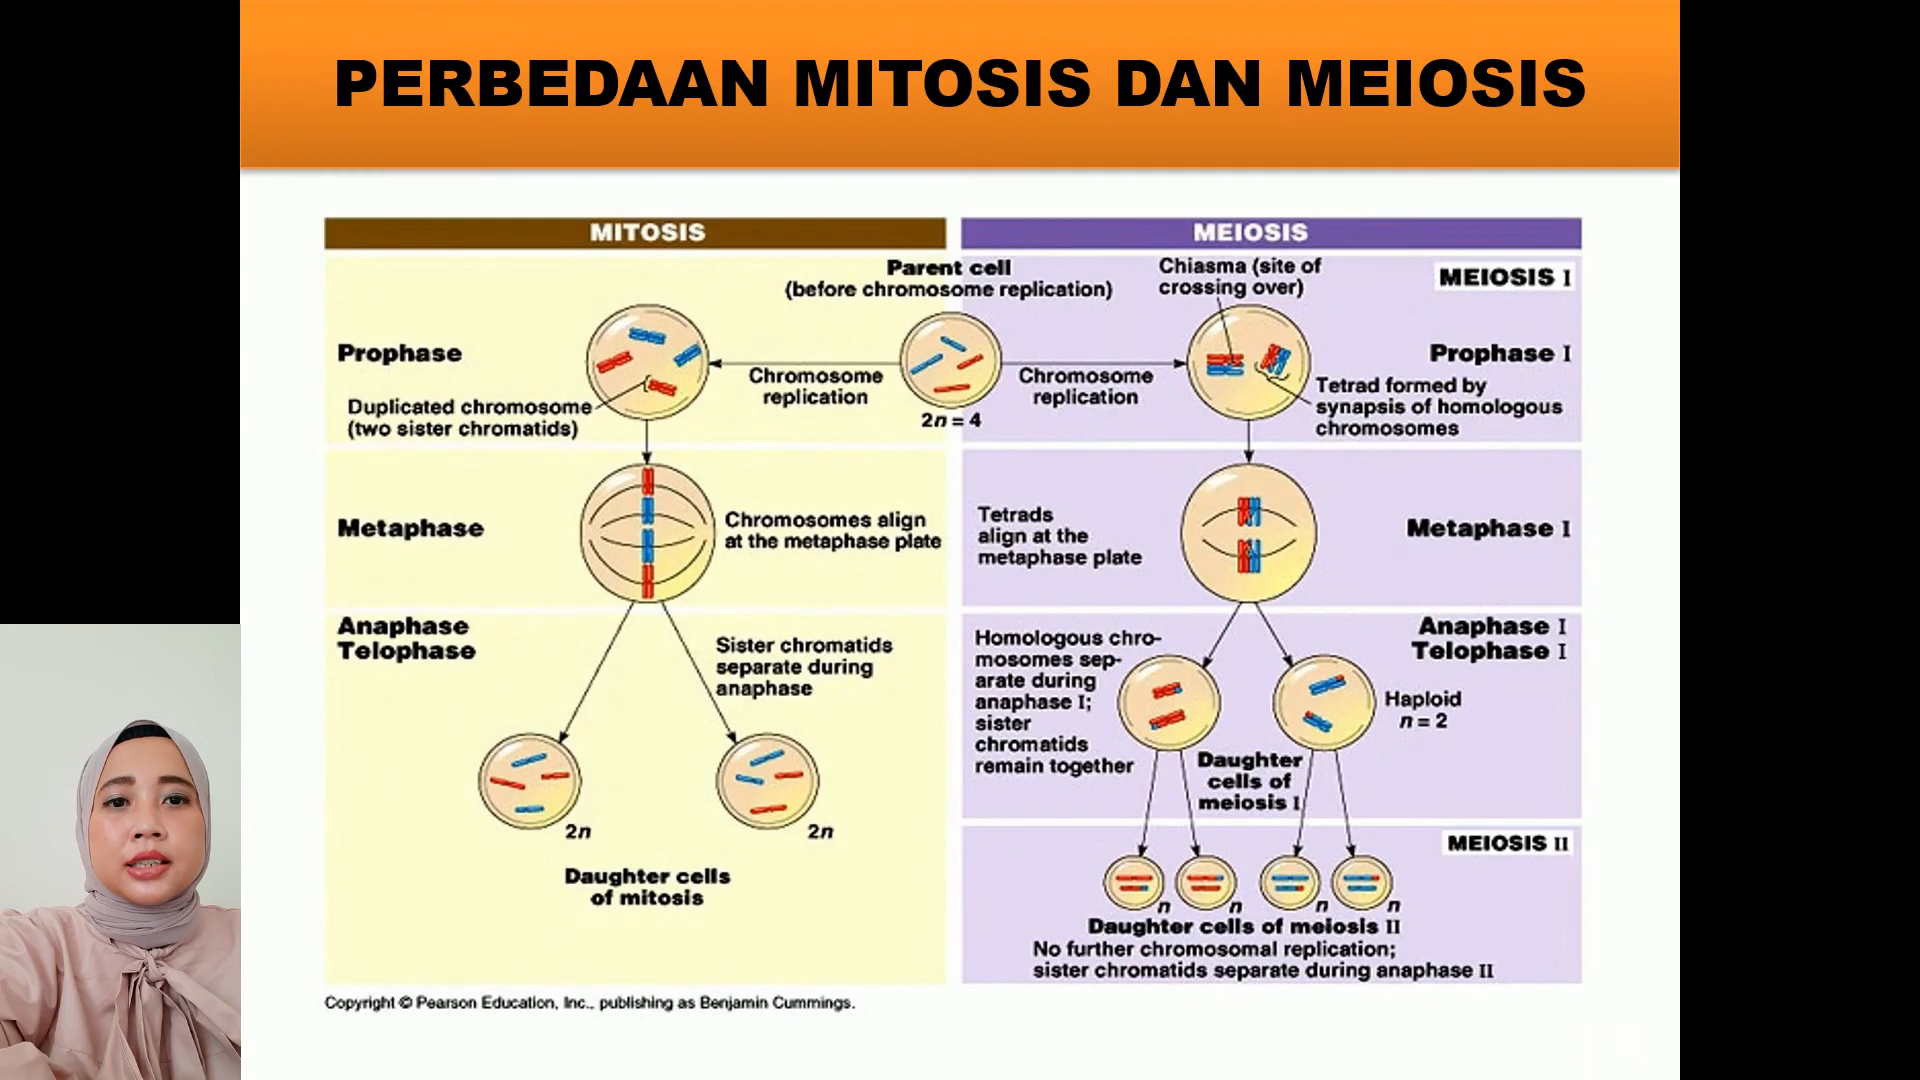 PERBEDAAN MITOSIS DAN MEIOSIS
MITOSIS
MEIOSIS
Parent cell
(before chromosome replication)
Chiasma (site of
crossing over)
MEIOSIS I
Prophase
Prophase I
Chromosome
replication
Chromosome
replication
2n = 4
Duplicated chromosome
(two sister chromatids)
Tetrad formed by
synapsis of homologous
chromosomes
Metaphase
Chromosomes align
at the metaphase plate
Tetrads
align at the
metaphase plate
Metaphase I
Anaphase
Telophase
Sister chromatids
separate during
anaphase
Homologous chro-
mosomes sep-
arate during
anaphase I;
sister
chromatids
remain together
Anaphase I
Telophase I
Haploid
n = 2
Daughter
cells of
meiosis I
2n
2n
Daughter cells
of mitosis
MEIOSIS II
n
n
n
n
Daughter cells of meiosis II
No further chromosomal replication;
sister chromatids separate during anaphase II
Copyright © Pearson Education, Inc., publishing as Benjamin Cummings.